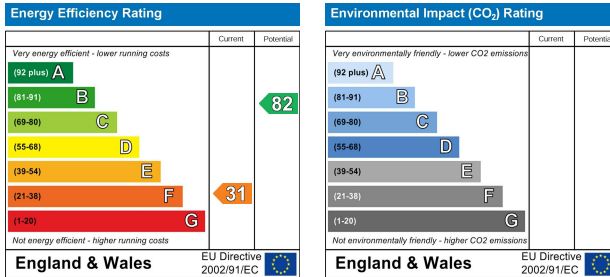 Energy Efficiency Rating
Current Potential
Very energy efficient - lower running costs
(92 plus) A
(81-91) B
82
(69-80) C
(55-68) D
(39-54) E
(21-38) F
31
(1-20) G
Not energy efficient - higher running costs
England & Wales
EU Directive
2002/91/EC
Environmental Impact (CO₂) Rating
Current Potential
Very environmentally friendly - lower CO2 emissions
(92 plus) A
(81-91) B
(69-80) C
(55-68) D
(39-54) E
(21-38) F
(1-20) G
Not environmentally friendly - higher CO2 emissions
England & Wales
EU Directive
2002/91/EC